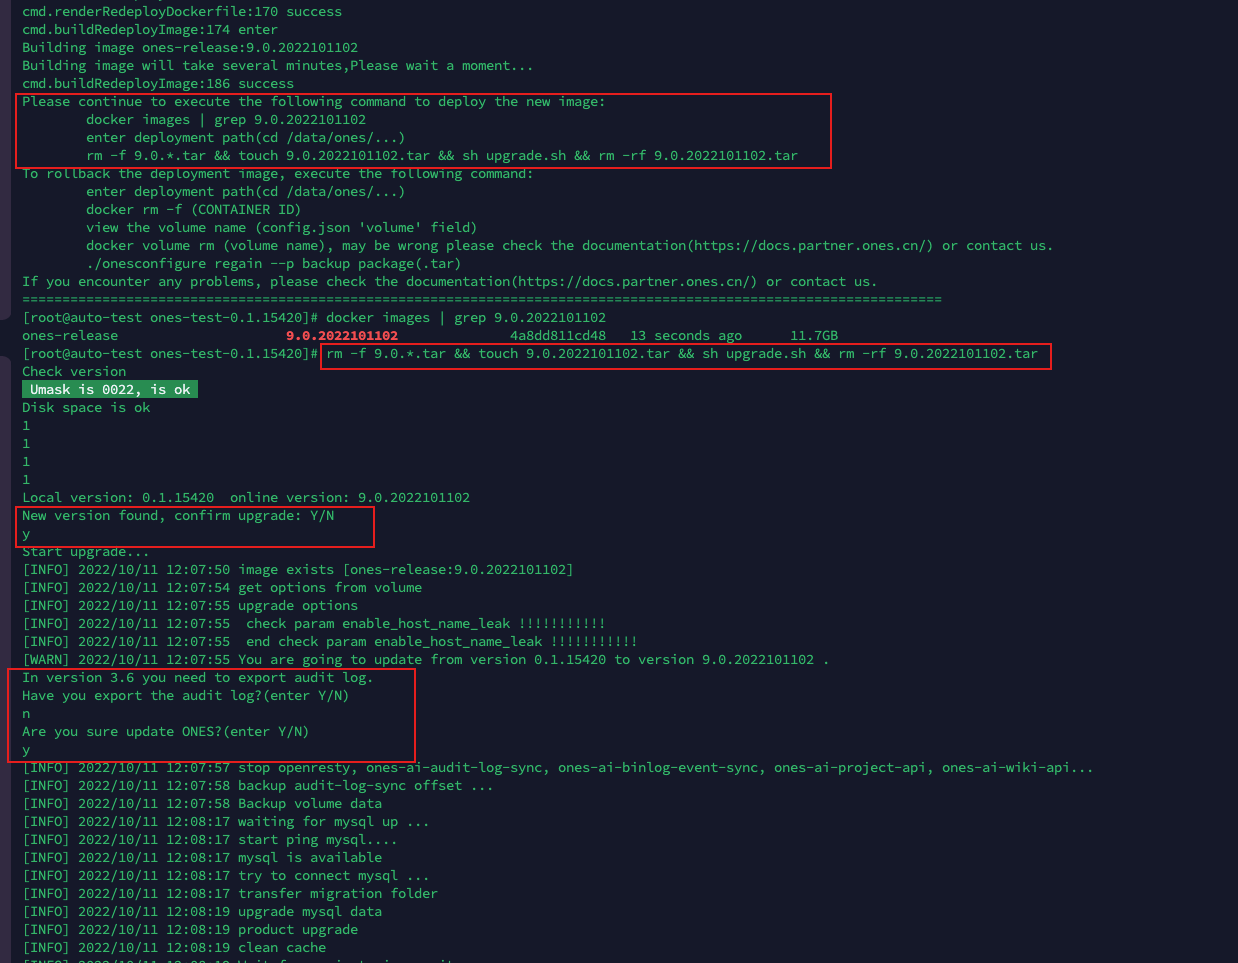 cmd.renderRedeployDockerfile:170 success
cmd.buildRedeployImage:174 enter
Building image ones-release:9.0.2022101102
Building image will take several minutes,Please wait a moment...
cmd.buildRedeployImage:186 success
Please continue to execute the following command to deploy the new image:
docker images | grep 9.0.2022101102
enter deployment path(cd /data/ones/...)
rm -f 9.0.*.tar && touch 9.0.2022101102.tar && sh upgrade.sh && rm -rf 9.0.2022101102.tar
To rollback the deployment image, execute the following command:
enter deployment path(cd /data/ones/...)
docker rm -f (CONTAINER ID)
view the volume name (config.json 'volume' field)
docker volume rm (volume name), may be wrong please check the documentation(https://docs.partner.ones.cn/) or contact us.
./onesconfigure regain --p backup package(.tar)
If you encounter any problems, please check the documentation(https://docs.partner.ones.cn/) or contact us.
===================================================================================================================
[root@auto-test ones-test-0.1.15420]# docker images | grep 9.0.2022101102
ones-release 9.0.2022101102 4a8dd811cd48 13 seconds ago 11.7GB
[root@auto-test ones-test-0.1.15420]# rm -f 9.0.*.tar && touch 9.0.2022101102.tar && sh upgrade.sh && rm -rf 9.0.2022101102.tar
Check version
Umask is 0022, is ok
Disk space is ok
1
1
1
1
Local version: 0.1.15420 online version: 9.0.2022101102
New version found, confirm upgrade: Y/N
y
Start upgrade...
[INFO] 2022/10/11 12:07:50 image exists [ones-release:9.0.2022101102]
[INFO] 2022/10/11 12:07:54 get options from volume
[INFO] 2022/10/11 12:07:55 upgrade options
[INFO] 2022/10/11 12:07:55 check param enable_host_name_leak !!!!!!!!!!!
[INFO] 2022/10/11 12:07:55 end check param enable_host_name_leak !!!!!!!!!!!
[WARN] 2022/10/11 12:07:55 You are going to update from version 0.1.15420 to version 9.0.2022101102 .
In version 3.6 you need to export audit log.
Have you export the audit log?(enter Y/N)
n
Are you sure update ONES?(enter Y/N)
y
[INFO] 2022/10/11 12:07:57 stop openresty, ones-ai-audit-log-sync, ones-ai-binlog-event-sync, ones-ai-project-api, ones-ai-wiki-api...
[INFO] 2022/10/11 12:07:58 backup audit-log-sync offset ...
[INFO] 2022/10/11 12:07:58 Backup volume data
[INFO] 2022/10/11 12:08:17 waiting for mysql up ...
[INFO] 2022/10/11 12:08:17 start ping mysql....
[INFO] 2022/10/11 12:08:17 mysql is available
[INFO] 2022/10/11 12:08:17 try to connect mysql ...
[INFO] 2022/10/11 12:08:17 transfer migration folder
[INFO] 2022/10/11 12:08:19 upgrade mysql data
[INFO] 2022/10/11 12:08:19 product upgrade
[INFO] 2022/10/11 12:08:19 clean cache